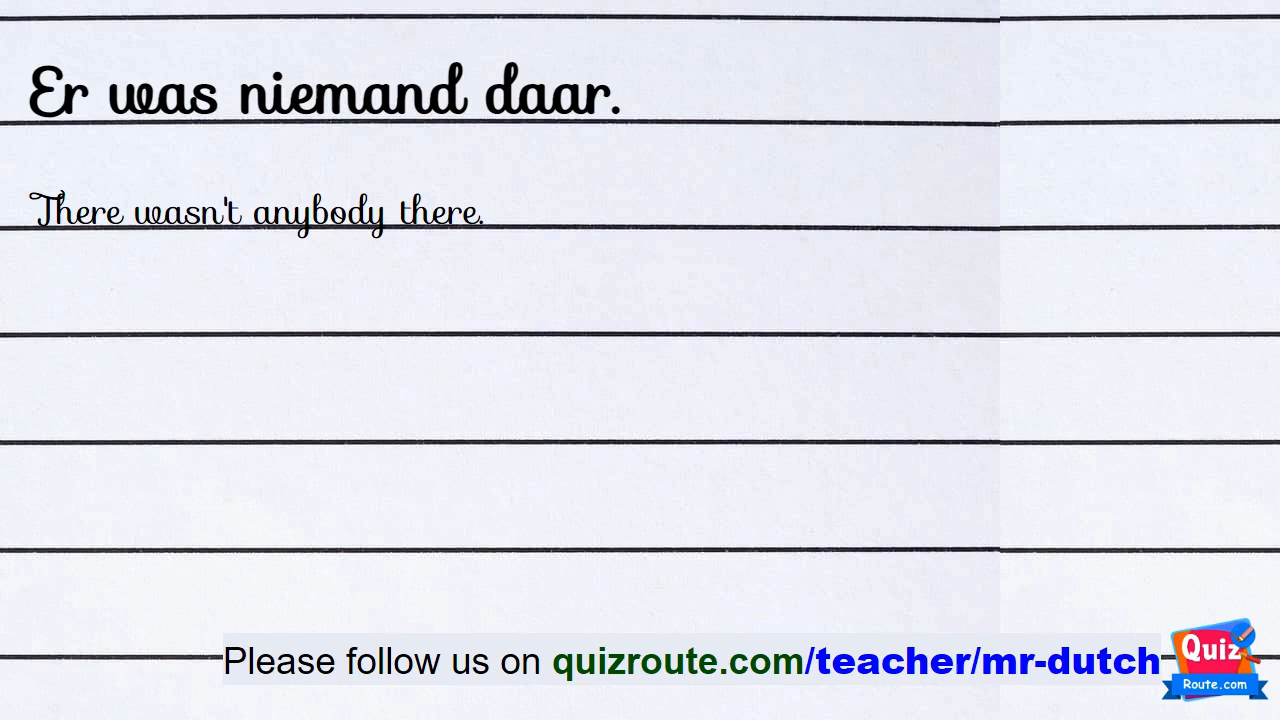 Er was niemand daar.
There wasn't anybody there.
Please follow us on quizroute.com/teacher/mr-dutch
Quiz
Route.com